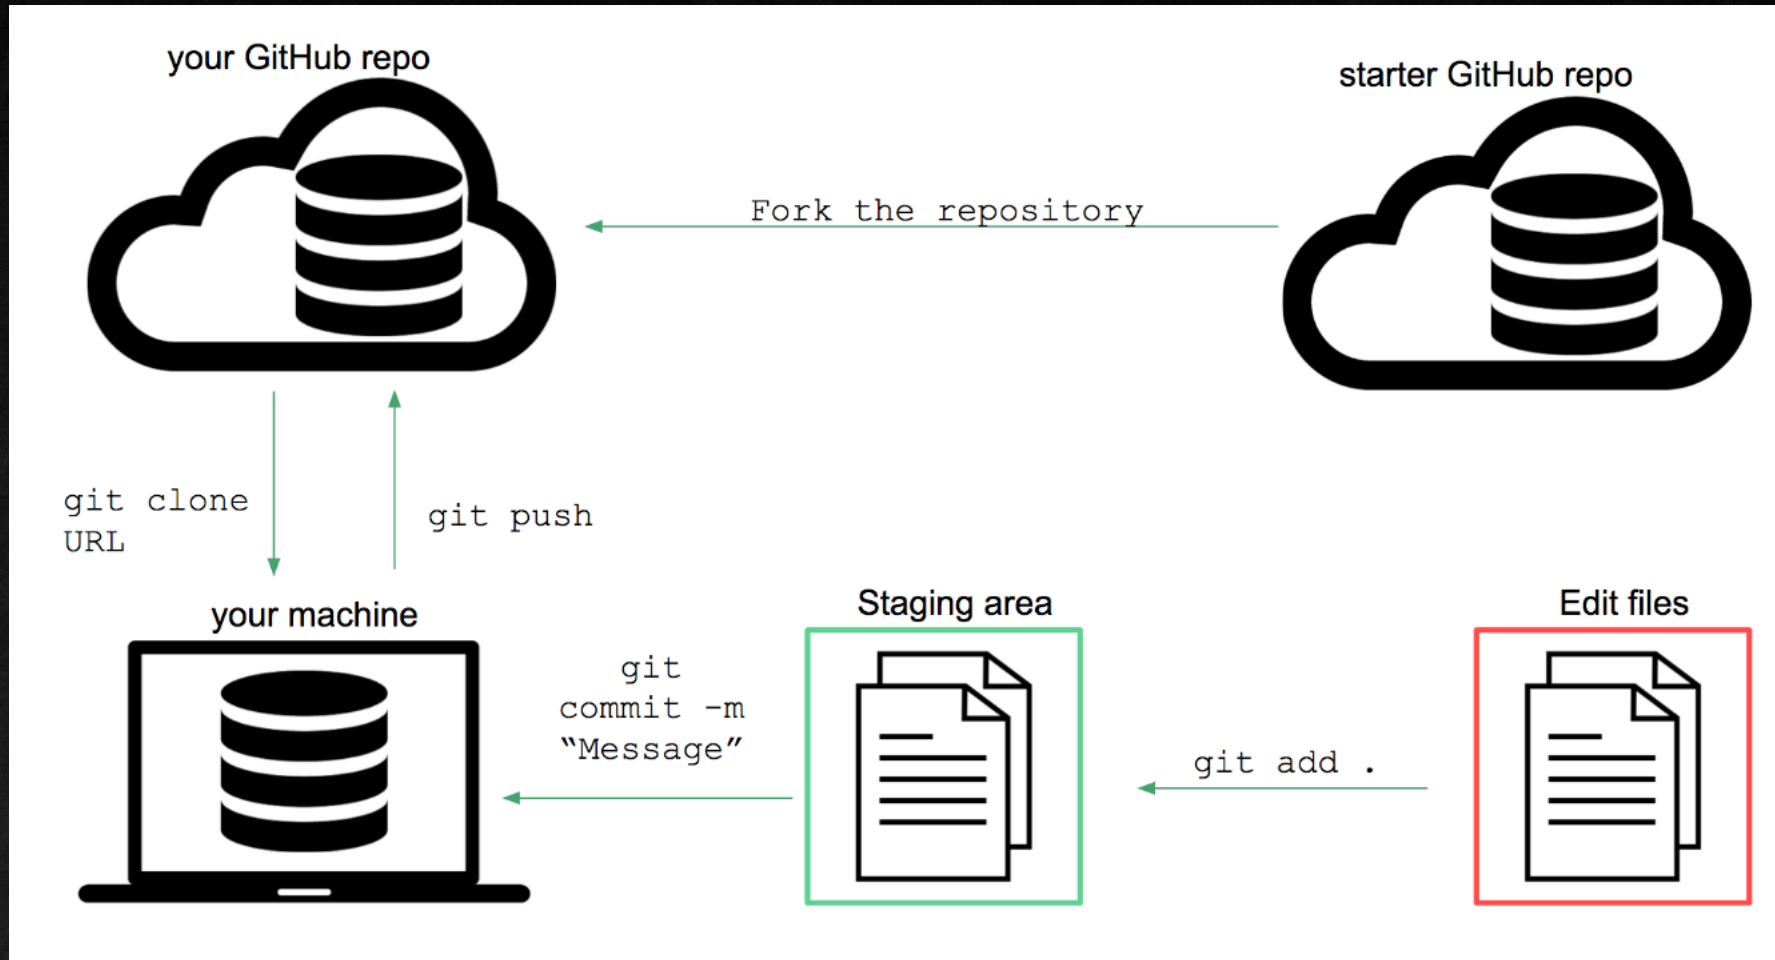 your GitHub repo
starter GitHub repo
Fork the repository
git clone
URL
git push
your machine
Staging area
Edit files
git
commit -m
“Message”
git add .